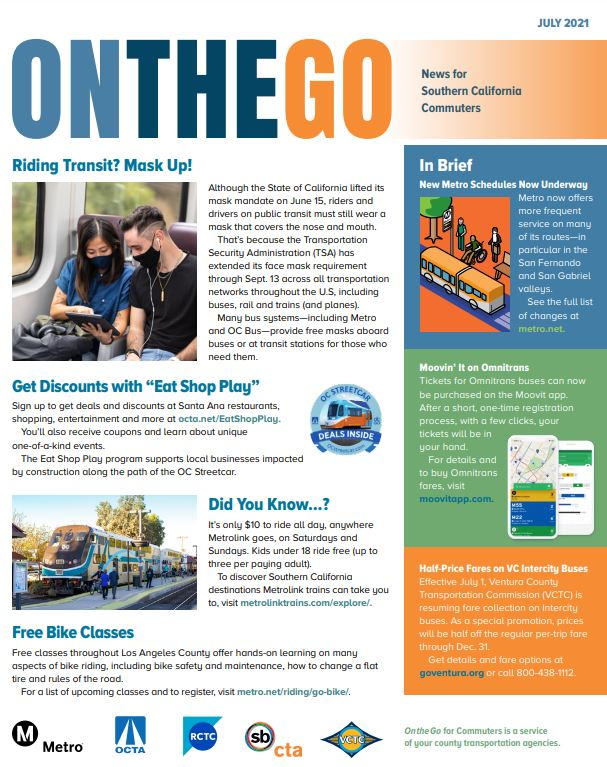 JULY 2021
ONTHEGO
News for
Southern California
Commuters
Riding Transit? Mask Up!
Although the State of California lifted its
mask mandate on June 15, riders and
drivers on public transit must still wear a
mask that covers the nose and mouth.
That's because the Transportation
Security Administration (TSA) has
extended its face mask requirement
through Sept. 13 across all transportation
networks throughout the U.S, including
buses, rail and trains (and planes).
Many bus systems—including Metro
and OC Bus—provide free masks aboard
buses or at transit stations for those who
need them.
Get Discounts with “Eat Shop Play”
Sign up to get deals and discounts at Santa Ana restaurants,
shopping, entertainment and more at octa.net/EatShopPlay.
You'll also receive coupons and learn about unique
one-of-a-kind events.
The Eat Shop Play program supports local businesses impacted
by construction along the path of the OC Streetcar.
OC STREETCAR
DEALS INSIDE
Did You Know...?
It's only $10 to ride all day, anywhere
Metrolink goes, on Saturdays and
Sundays. Kids under 18 ride free (up to
three per paying adult).
To discover Southern California
destinations Metrolink trains can take you
to, visit metrolinktrains.com/explore/.
Free Bike Classes
Free classes throughout Los Angeles County offer hands-on learning on many
aspects of bike riding, including bike safety and maintenance, how to change a flat
tire and rules of the road.
For a list of upcoming classes and to register, visit metro.net/riding/go-bike/.
In Brief
New Metro Schedules Now Underway
Metro now offers
more frequent
service on many
of its routes—in
particular in the
San Fernando
and San Gabriel
valleys.
See the full list
of changes at
metro.net.
Moovin' It on Omnitrans
Tickets for Omnitrans buses can now
be purchased on the Moovit app.
After a short, one-time registration
process, with a few clicks, your
tickets will be in
your hand.
For details and
to buy Omnitrans
fares, visit
moovitapp.com.
M55
M22
Half-Price Fares on VC Intercity Buses
Effective July 1, Ventura County
Transportation Commission (VCTC) is
resuming fare collection on Intercity
buses. As a special promotion, prices
will be half off the regular per-trip fare
through Dec. 31.
Get details and fare options at
goventura.org or call 800-438-1112.
M Metro
OCTA
RCTC
sb cta
VCTC
On the Go for Commuters is a service
of your county transportation agencies.